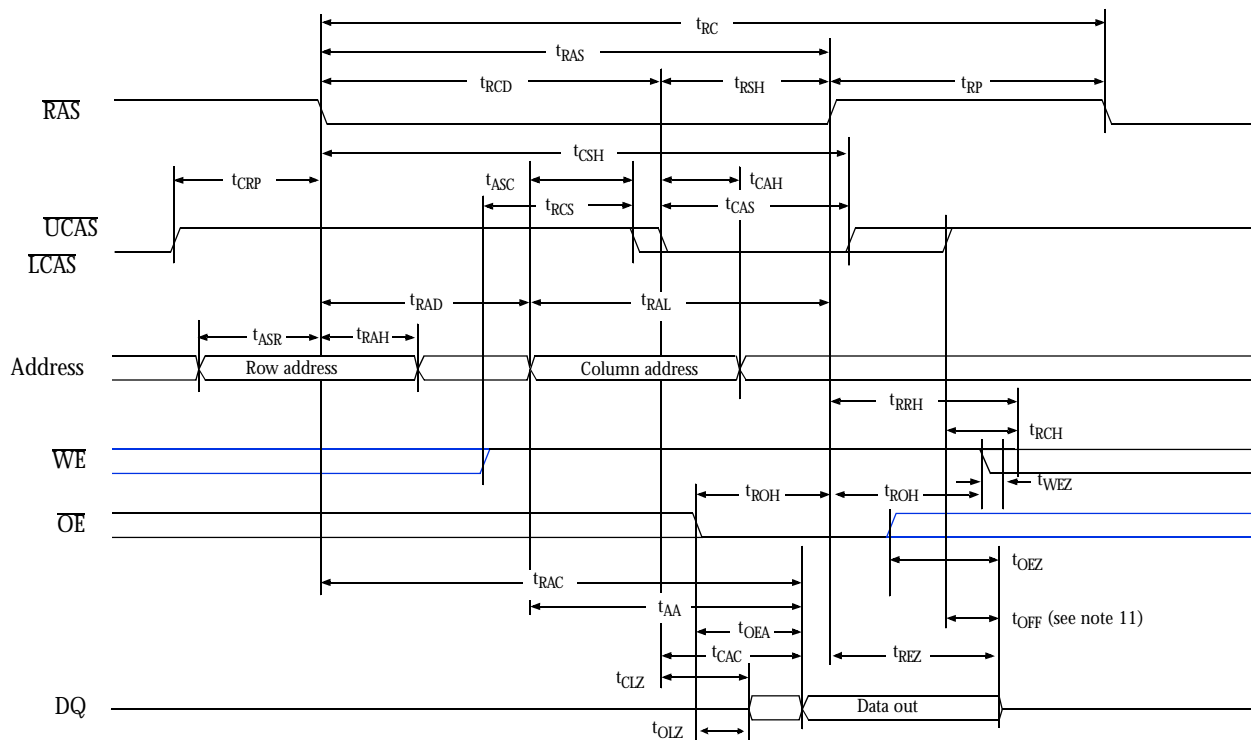 tRC
tRAS
tRCD tRSH tRP
RAS
tCSH
tCRP tASC tCAH
tRCS tCAS
UCAS
LCAS
tRAD tRAL
tASR tRAH
Address Row address Column address
tRRH
tRCH
WE
tWEZ
tROH tROH
OE
tOEZ
tRAC
tAA
tOFF (see note 11)
tOEA
tCAC tREZ
tCLZ
DQ Data out
tOLZ